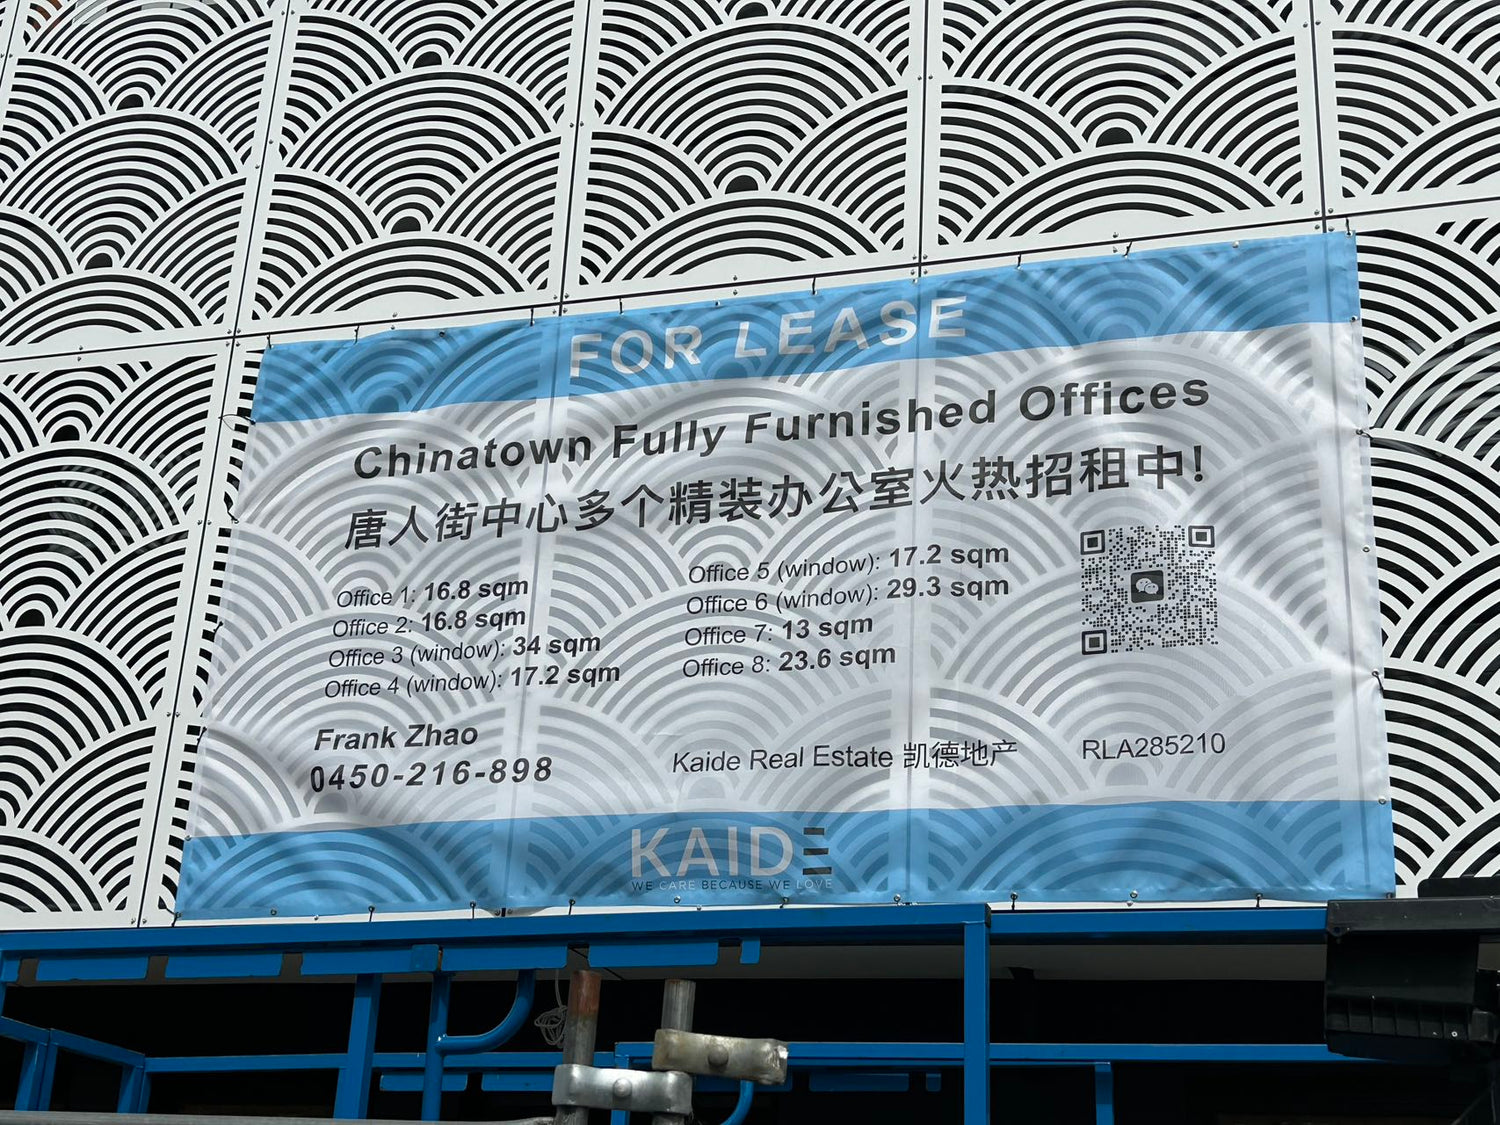 FOR LEASE
Chinatown Fully Furnished Offices
唐人街中心多个精装办公室火热招租中!
Office 1: 16.8 sqm
Office 2: 16.8 sqm
Office 3 (window): 34 sqm
Office 4 (window): 17.2 sqm
Office 5 (window): 17.2 sqm
Office 6 (window): 29.3 sqm
Office 7: 13 sqm
Office 8: 23.6 sqm
Frank Zhao
0450-216-898
Kaide Real Estate 凯德地产
RLA285210
KAIDE
WE CARE BECAUSE WE LOVE